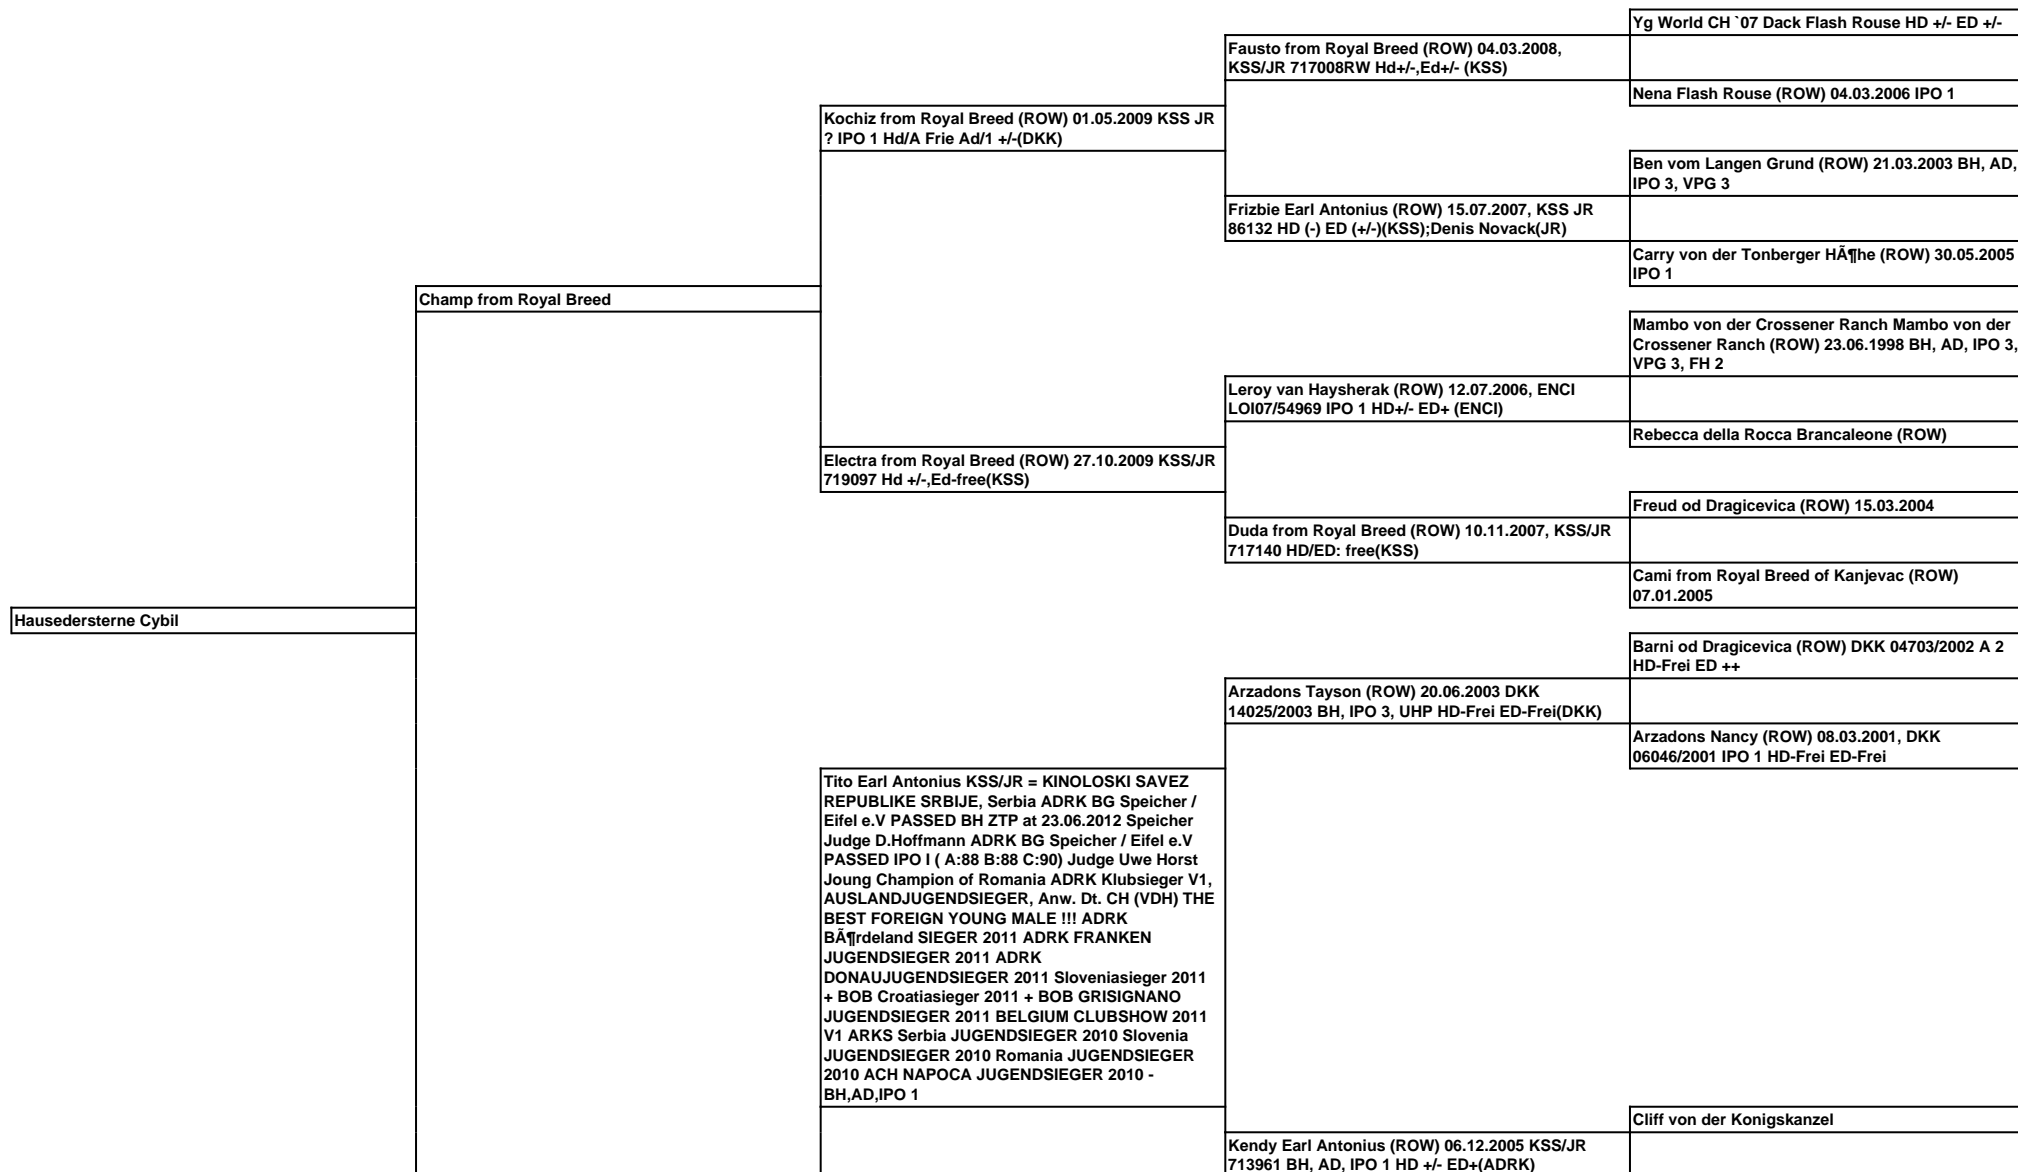 Yg World CH `07 Dack Flash Rouse HD +/- ED +/-
Fausto from Royal Breed (ROW) 04.03.2008,
KSS/JR 717008RW Hd+/-,Ed+/- (KSS)
Nena Flash Rouse (ROW) 04.03.2006 IPO 1
Kochiz from Royal Breed (ROW) 01.05.2009 KSS JR
? IPO 1 Hd/A Frie Ad/1 +/-(DKK)
Ben vom Langen Grund (ROW) 21.03.2003 BH, AD,
IPO 3, VPG 3
Frizbie Earl Antonius (ROW) 15.07.2007, KSS JR
86132 HD (-) ED (+/-)(KSS);Denis Novack(JR)
Carry von der Tonberger HÃ¶he (ROW) 30.05.2005
IPO 1
Champ from Royal Breed
Mambo von der Crossener Ranch Mambo von der
Crossener Ranch (ROW) 23.06.1998 BH, AD, IPO 3,
VPG 3, FH 2
Leroy van Haysherak (ROW) 12.07.2006, ENCI
LOI07/54969 IPO 1 HD+/- ED+ (ENCI)
Rebecca della Rocca Brancaleone (ROW)
Electra from Royal Breed (ROW) 27.10.2009 KSS/JR
719097 Hd +/-,Ed-free(KSS)
Freud od Dragicevica (ROW) 15.03.2004
Duda from Royal Breed (ROW) 10.11.2007, KSS/JR
717140 HD/ED: free(KSS)
Cami from Royal Breed of Kanjevac (ROW)
07.01.2005
Hausedersterne Cybil
Barni od Dragicevica (ROW) DKK 04703/2002 A 2
HD-Frei ED ++
Arzadons Tayson (ROW) 20.06.2003 DKK
14025/2003 BH, IPO 3, UHP HD-Frei ED-Frei(DKK)
Arzadons Nancy (ROW) 08.03.2001, DKK
06046/2001 IPO 1 HD-Frei ED-Frei
Tito Earl Antonius KSS/JR = KINOLOSKI SAVEZ
REPUBLIKE SRBIJE, Serbia ADRK BG Speicher /
Eifel e.V PASSED BH ZTP at 23.06.2012 Speicher
Judge D.Hoffmann ADRK BG Speicher / Eifel e.V
PASSED IPO I ( A:88 B:88 C:90) Judge Uwe Horst
Joung Champion of Romania ADRK Klubsieger V1,
AUSLANDJUGENDSIEGER, Anw. Dt. CH (VDH) THE
BEST FOREIGN YOUNG MALE !!! ADRK
BÃ¶rdeland SIEGER 2011 ADRK FRANKEN
JUGENDSIEGER 2011 ADRK
DONAUJUGENDSIEGER 2011 Sloveniasieger 2011
+ BOB Croatiasieger 2011 + BOB GRISIGNANO
JUGENDSIEGER 2011 BELGIUM CLUBSHOW 2011
V1 ARKS Serbia JUGENDSIEGER 2010 Slovenia
JUGENDSIEGER 2010 Romania JUGENDSIEGER
2010 ACH NAPOCA JUGENDSIEGER 2010 -
BH,AD,IPO 1
Cliff von der Konigskanzel
Kendy Earl Antonius (ROW) 06.12.2005 KSS/JR
713961 BH, AD, IPO 1 HD +/- ED+(ADRK)